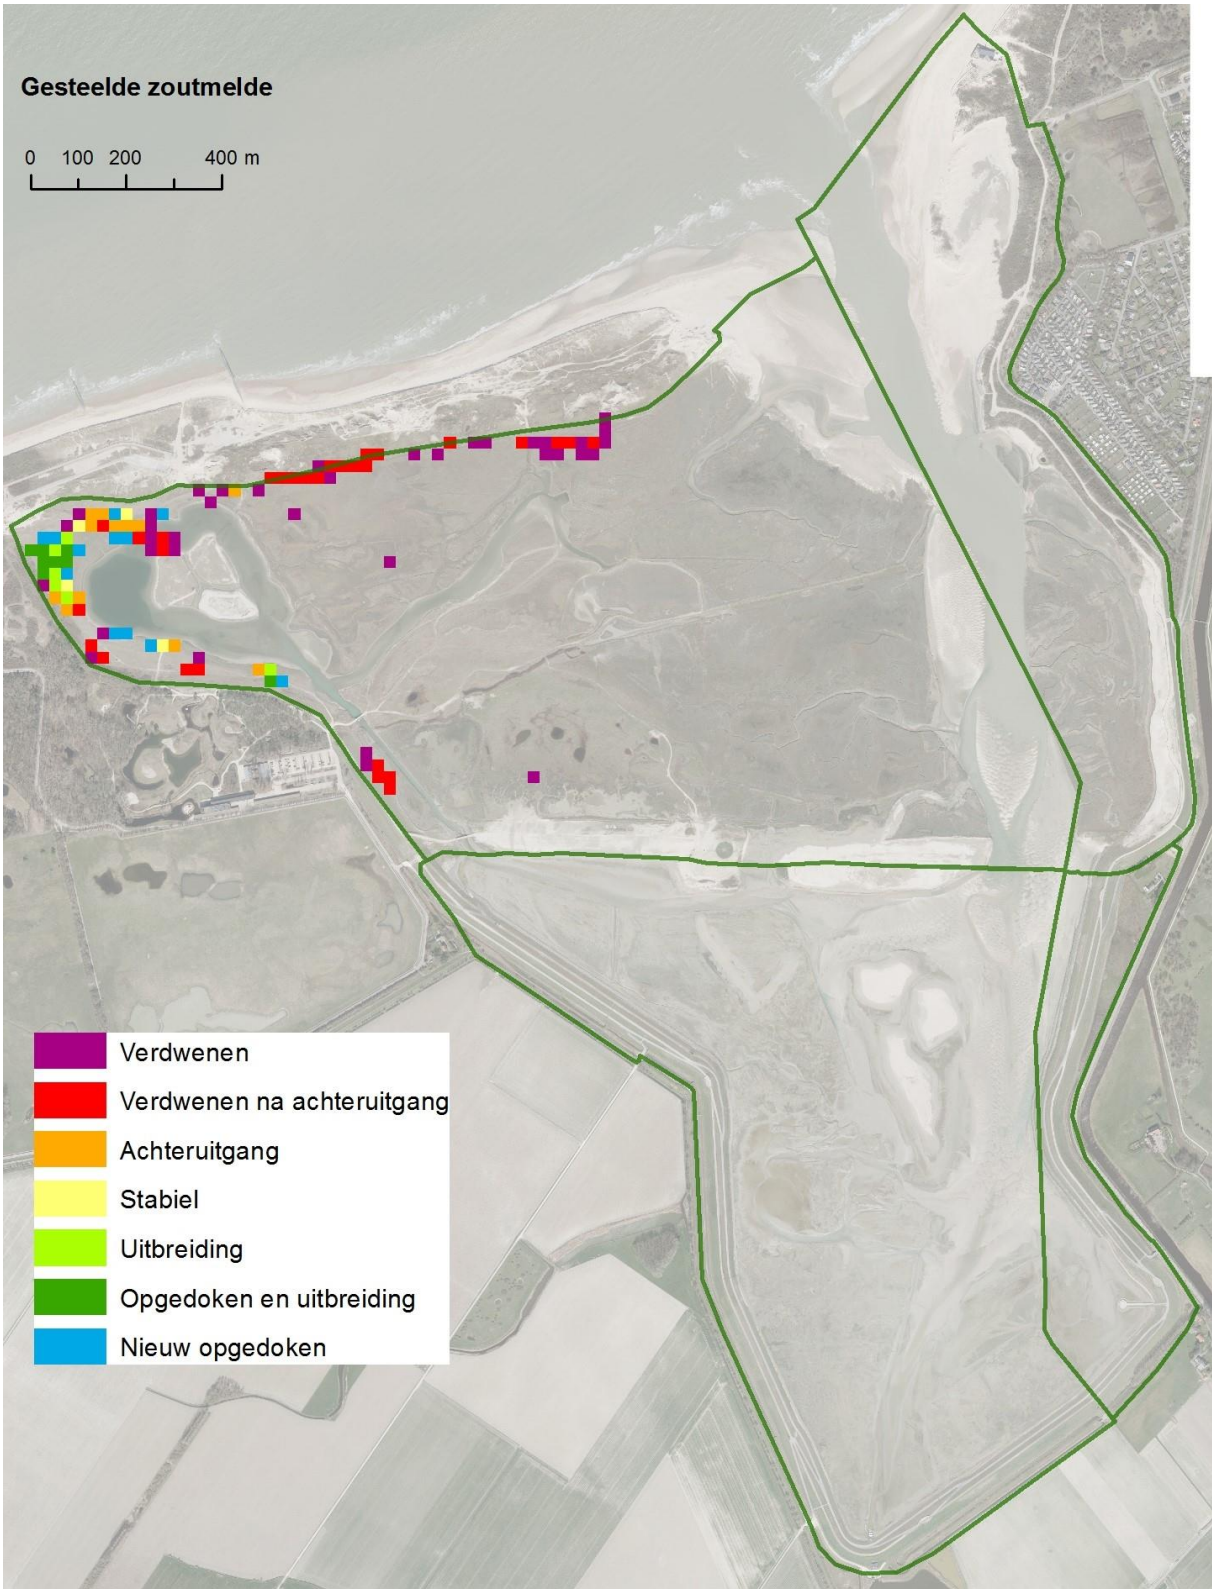 Gesteelde zoutmelde
0 100 200 400 m
Verdwenen
Verdwenen na achteruitgang
Achteruitgang
Stabiel
Uitbreiding
Opgedoken en uitbreiding
Nieuw opgedoken